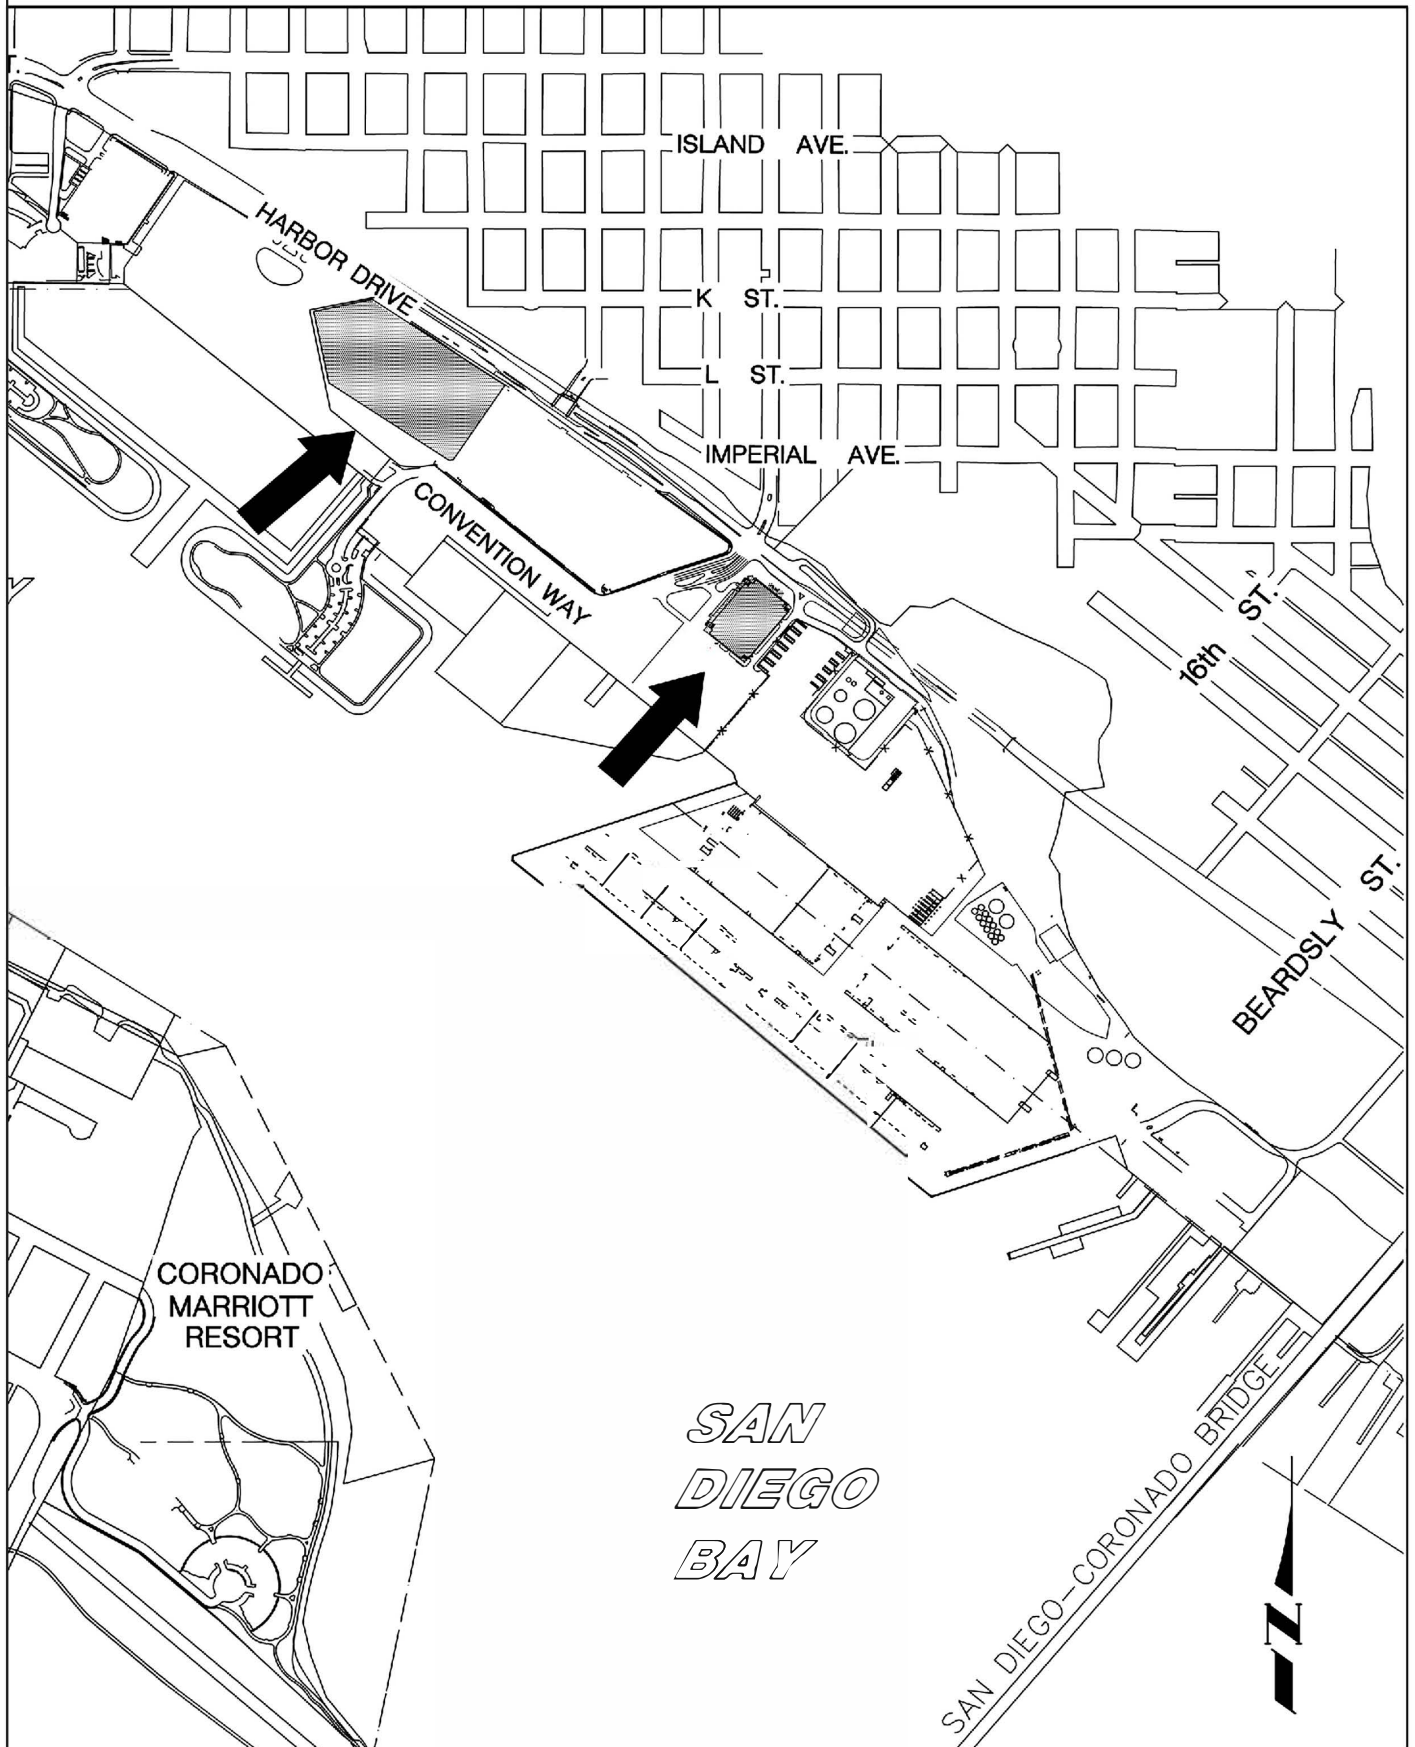 ISLAND AVE.
HARBOR DRIVE
K ST.
L ST.
IMPERIAL AVE.
CONVENTION WAY
16th ST.
BEARDSLY ST.
CORONADO
MARRIOTT
RESORT
SAN
DIEGO
BAY
SAN DIEGO-CORONADO BRIDGE
N